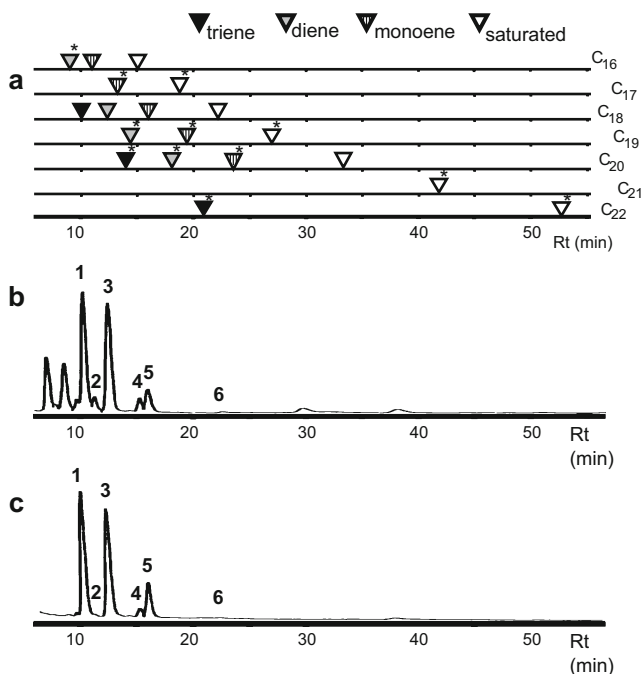 triene diene monoene saturated
a
* C16
* * C17
C18
* * * C19
* * * C20
* C21
* * C22
10 20 30 40 50
Rt (min)
b
1 3
2 4 5 6
10 20 30 40 50 Rt
(min)
c
1 3
2 4 5 6
10 20 30 40 50 Rt
(min)